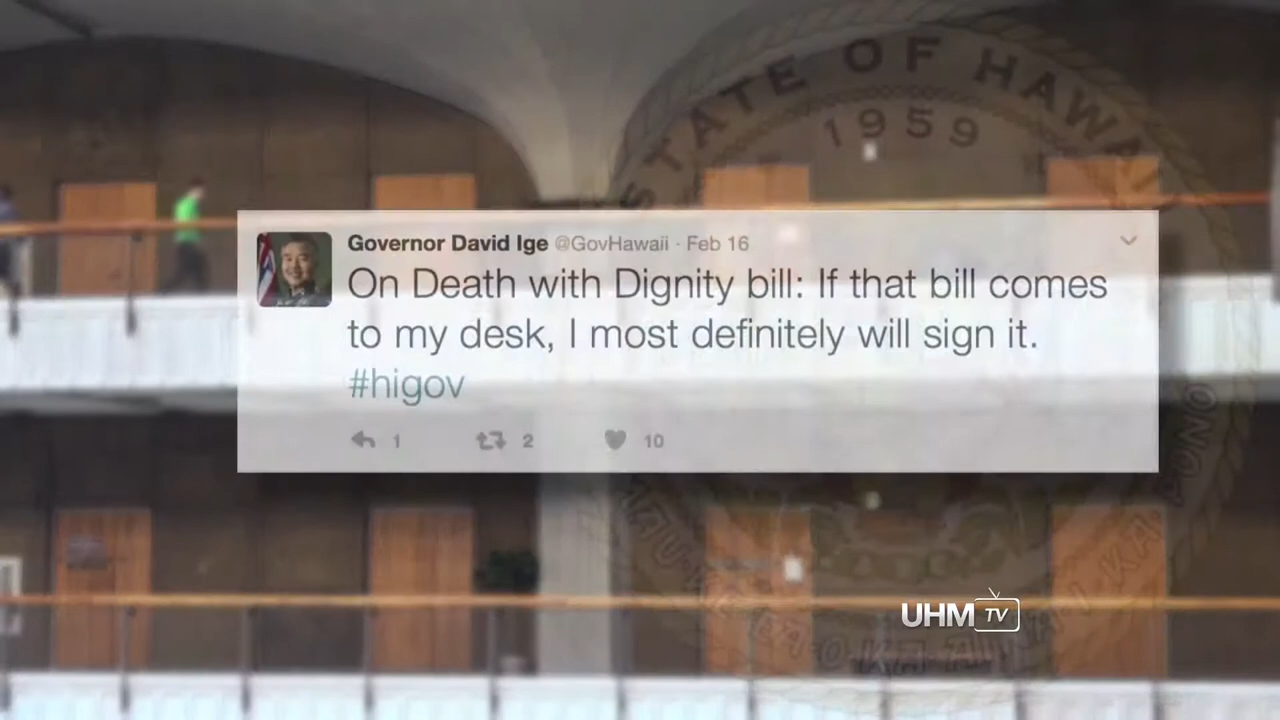 STATE OF HAWAI
1959
Governor David Ige @GovHawaii · Feb 16
On Death with Dignity bill: If that bill comes
to my desk, I most definitely will sign it.
#higov
1 2 10
PONO
UHM TV